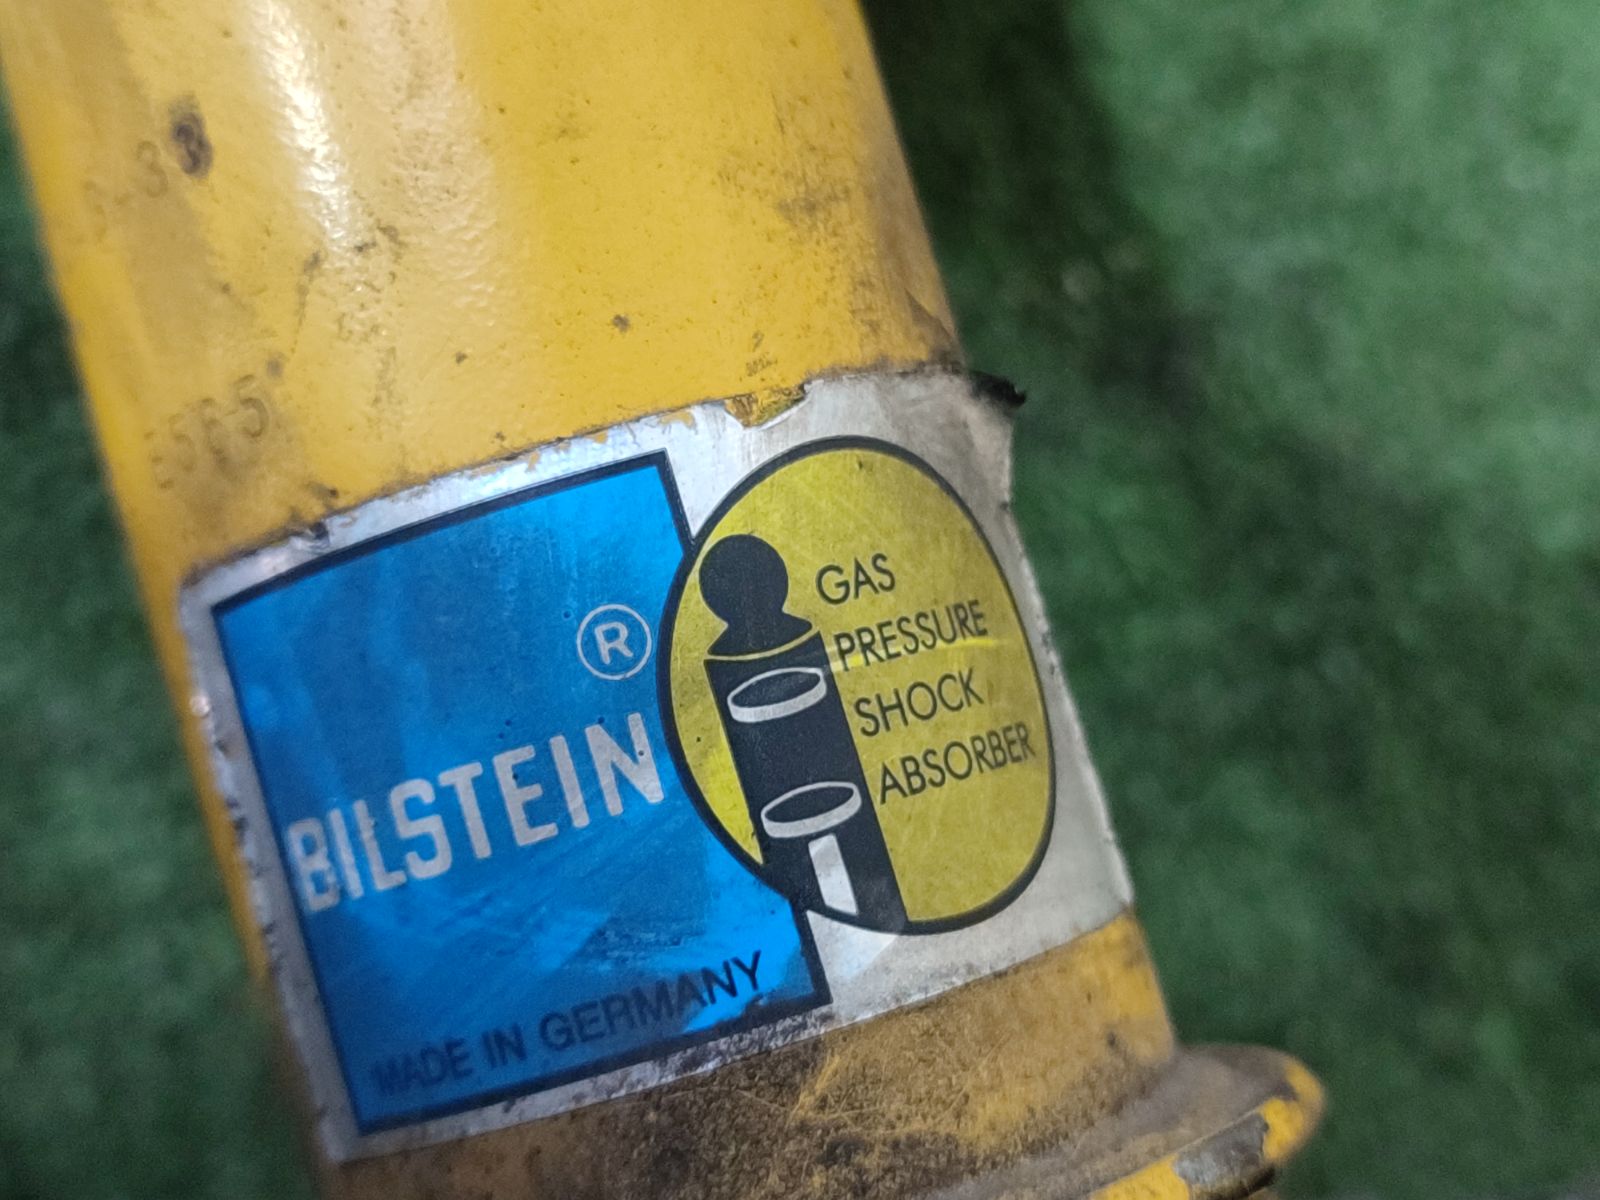 ®
BILSTEIN
MADE IN GERMANY
GAS
PRESSURE
SHOCK
ABSORBER